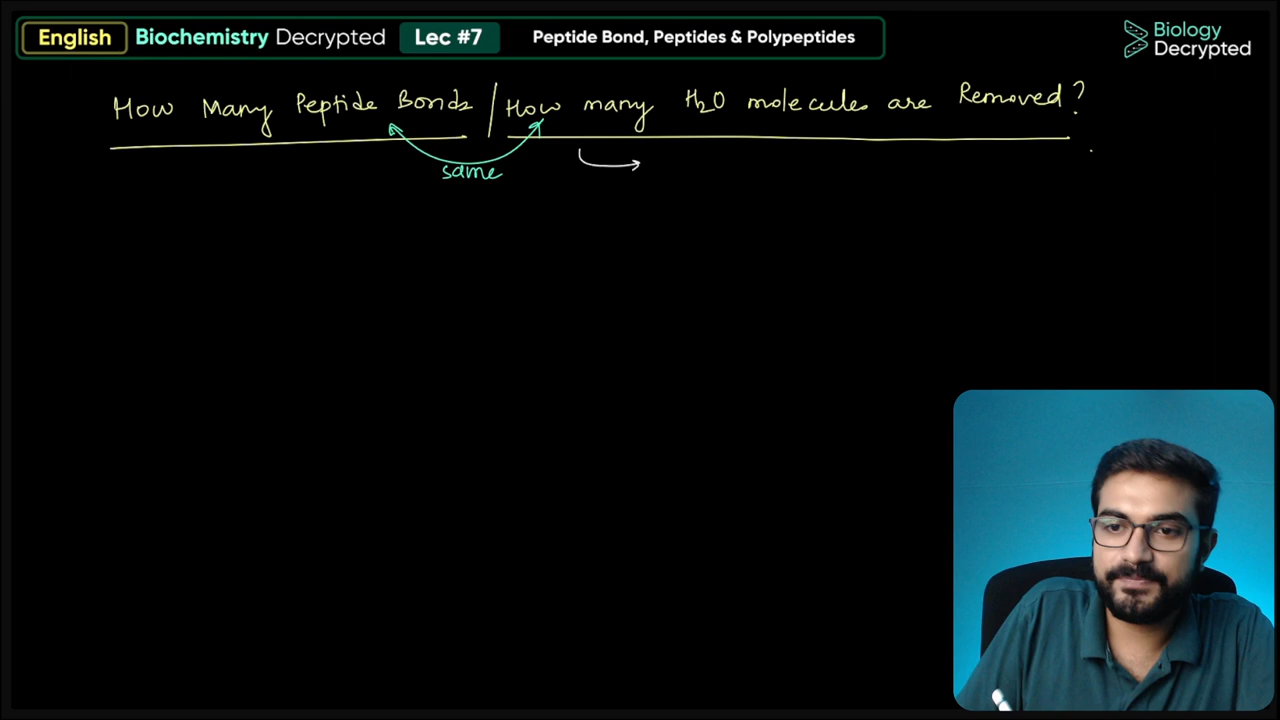 English Biochemistry Decrypted Lec #7 Peptide Bond, Peptides & Polypeptides
Biology
Decrypted
How Many Peptide Bonds / How many H₂O molecules are Removed?
same